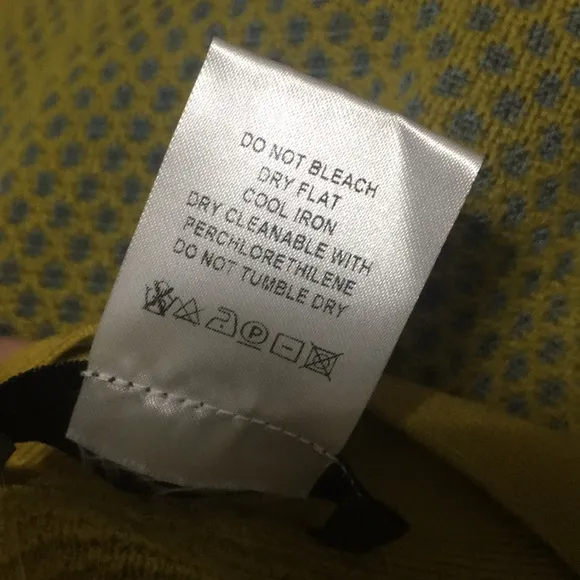 DO NOT BLEACH
DRY FLAT
COOL IRON
DRY CLEANABLE WITH
PERCHLORETHILENE
DO NOT TUMBLE DRY
P